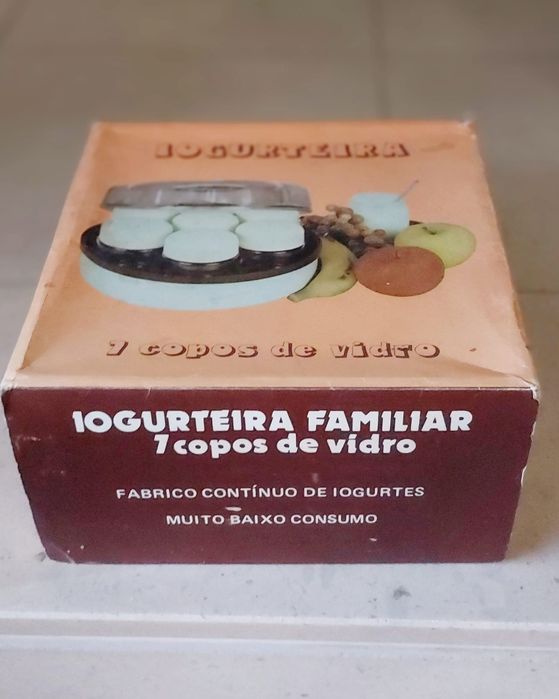 IOGURTEIRA
7 copos de vidro
IOGURTEIRA FAMILIAR
7 copos de vidro
FABRICO CONTÍNUO DE IOGURTES
MUITO BAIXO CONSUMO